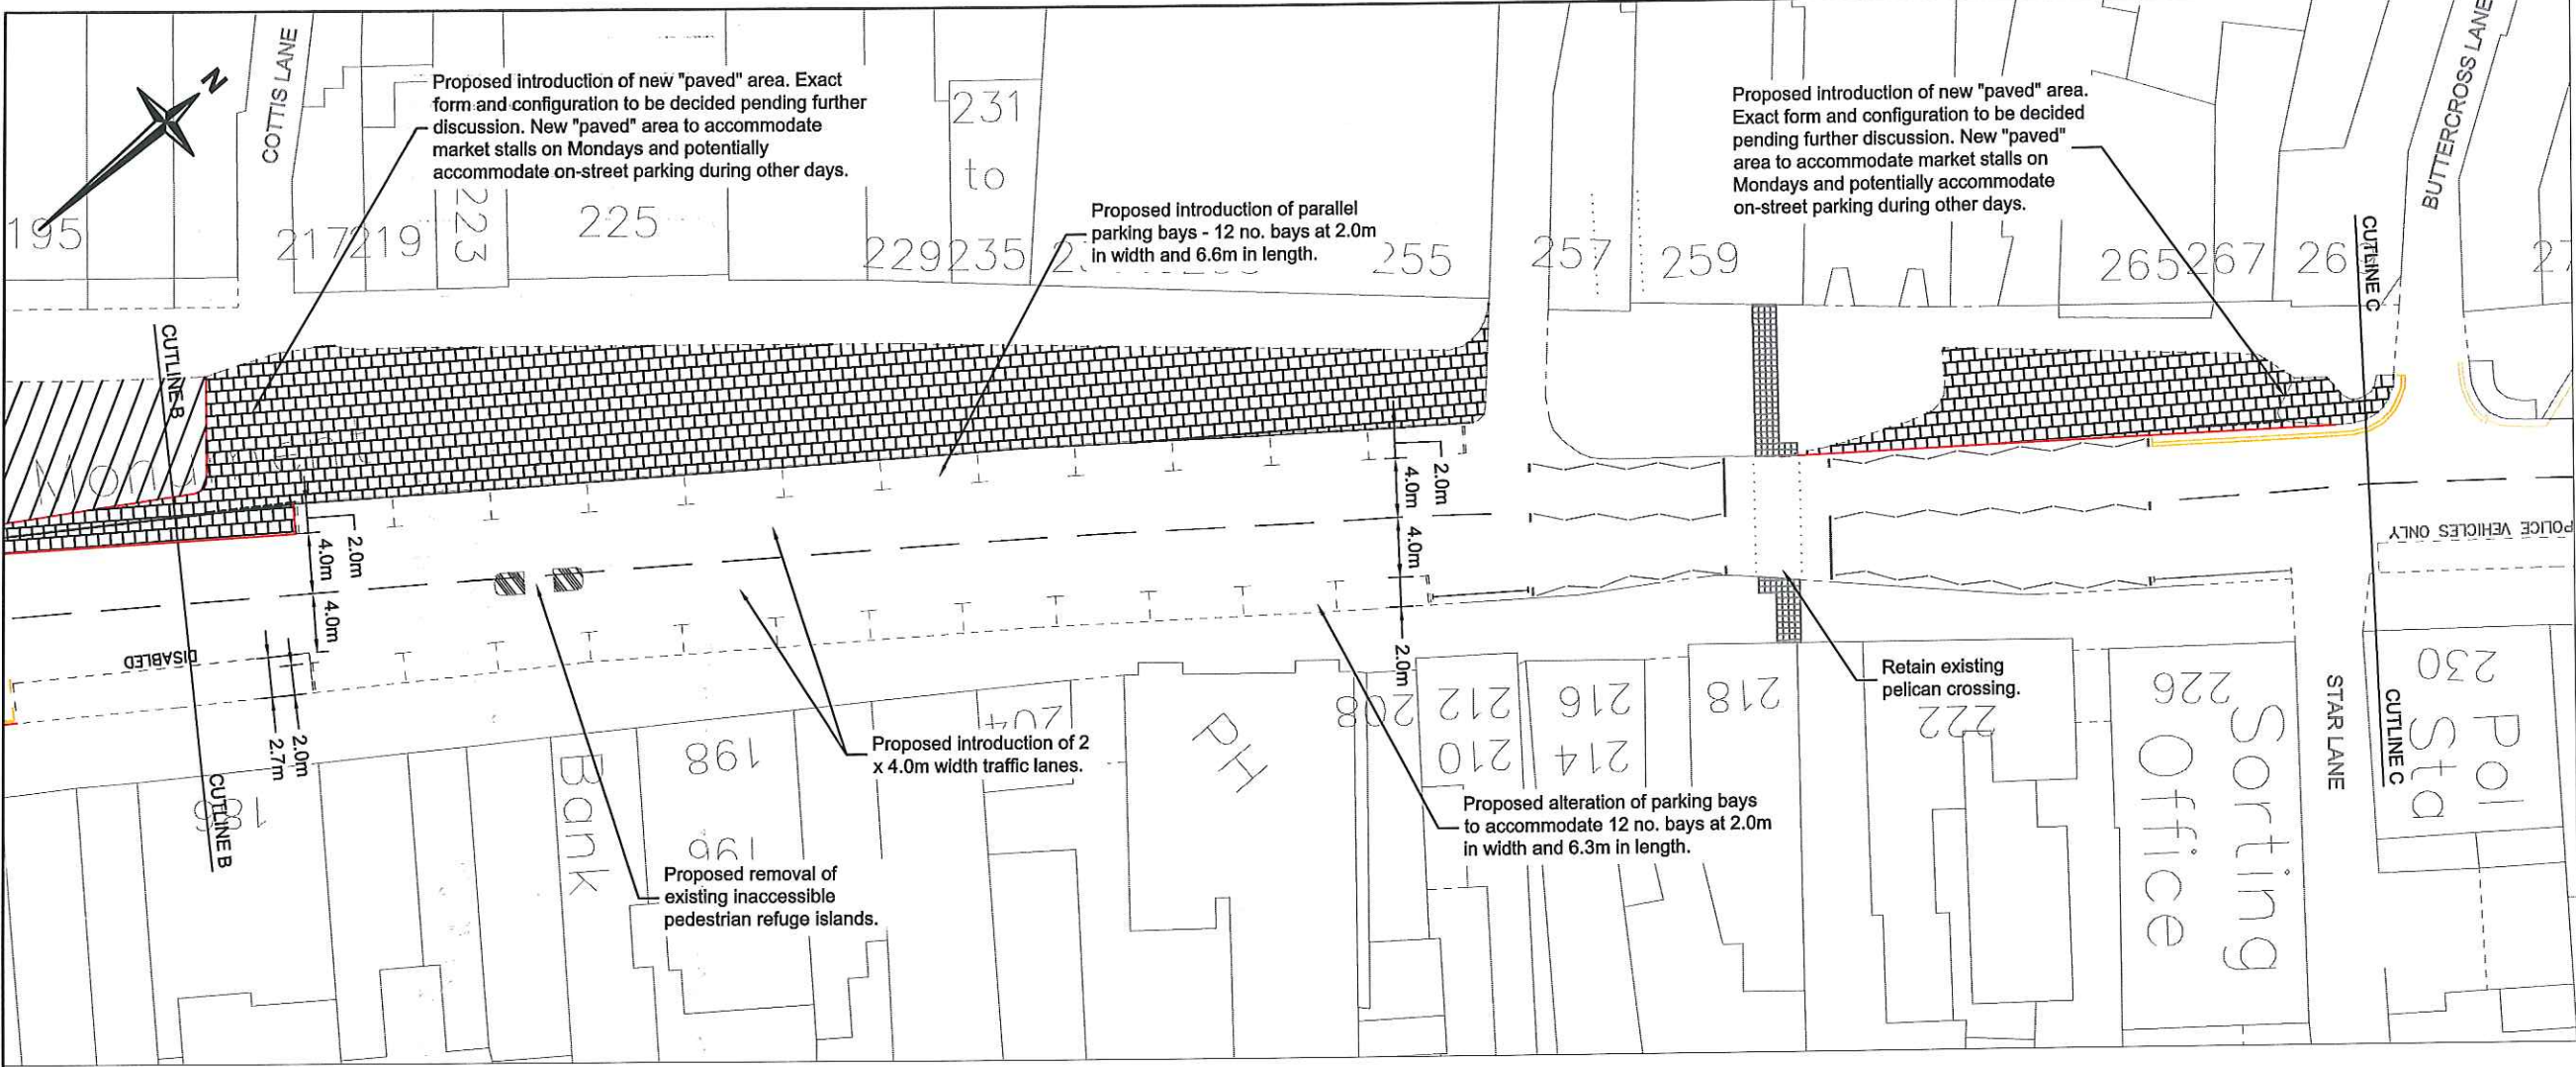 N
COTTIS LANE
Proposed introduction of new "paved" area. Exact
form and configuration to be decided pending further
discussion. New "paved" area to accommodate
market stalls on Mondays and potentially
accommodate on-street parking during other days.
231
to
235
Proposed introduction of parallel
parking bays - 12 no. bays at 2.0m
in width and 6.6m in length.
Proposed introduction of new "paved" area.
Exact form and configuration to be decided
pending further discussion. New "paved"
area to accommodate market stalls on
Mondays and potentially accommodate
on-street parking during other days.
BUTTERCROSS LANE
195
217
219
223
225
229
255
257
259
265
267
CUTLINE B
CUTLINE C
2.0m
4.0m
4.0m
2.0m
4.0m
4.0m
2.0m
DISABLED
2.0m
2.7m
POLICE VEHICLES ONLY
CUTLINE B
Bank
198
196
204
PH
208
212
210
216
214
218
222
226
Sorting
Office
STAR LANE
CUTLINE C
230
Pol
Sta
Proposed introduction of 2
x 4.0m width traffic lanes.
Proposed removal of
existing inaccessible
pedestrian refuge islands.
Proposed alteration of parking bays
to accommodate 12 no. bays at 2.0m
in width and 6.3m in length.
Retain existing
pelican crossing.